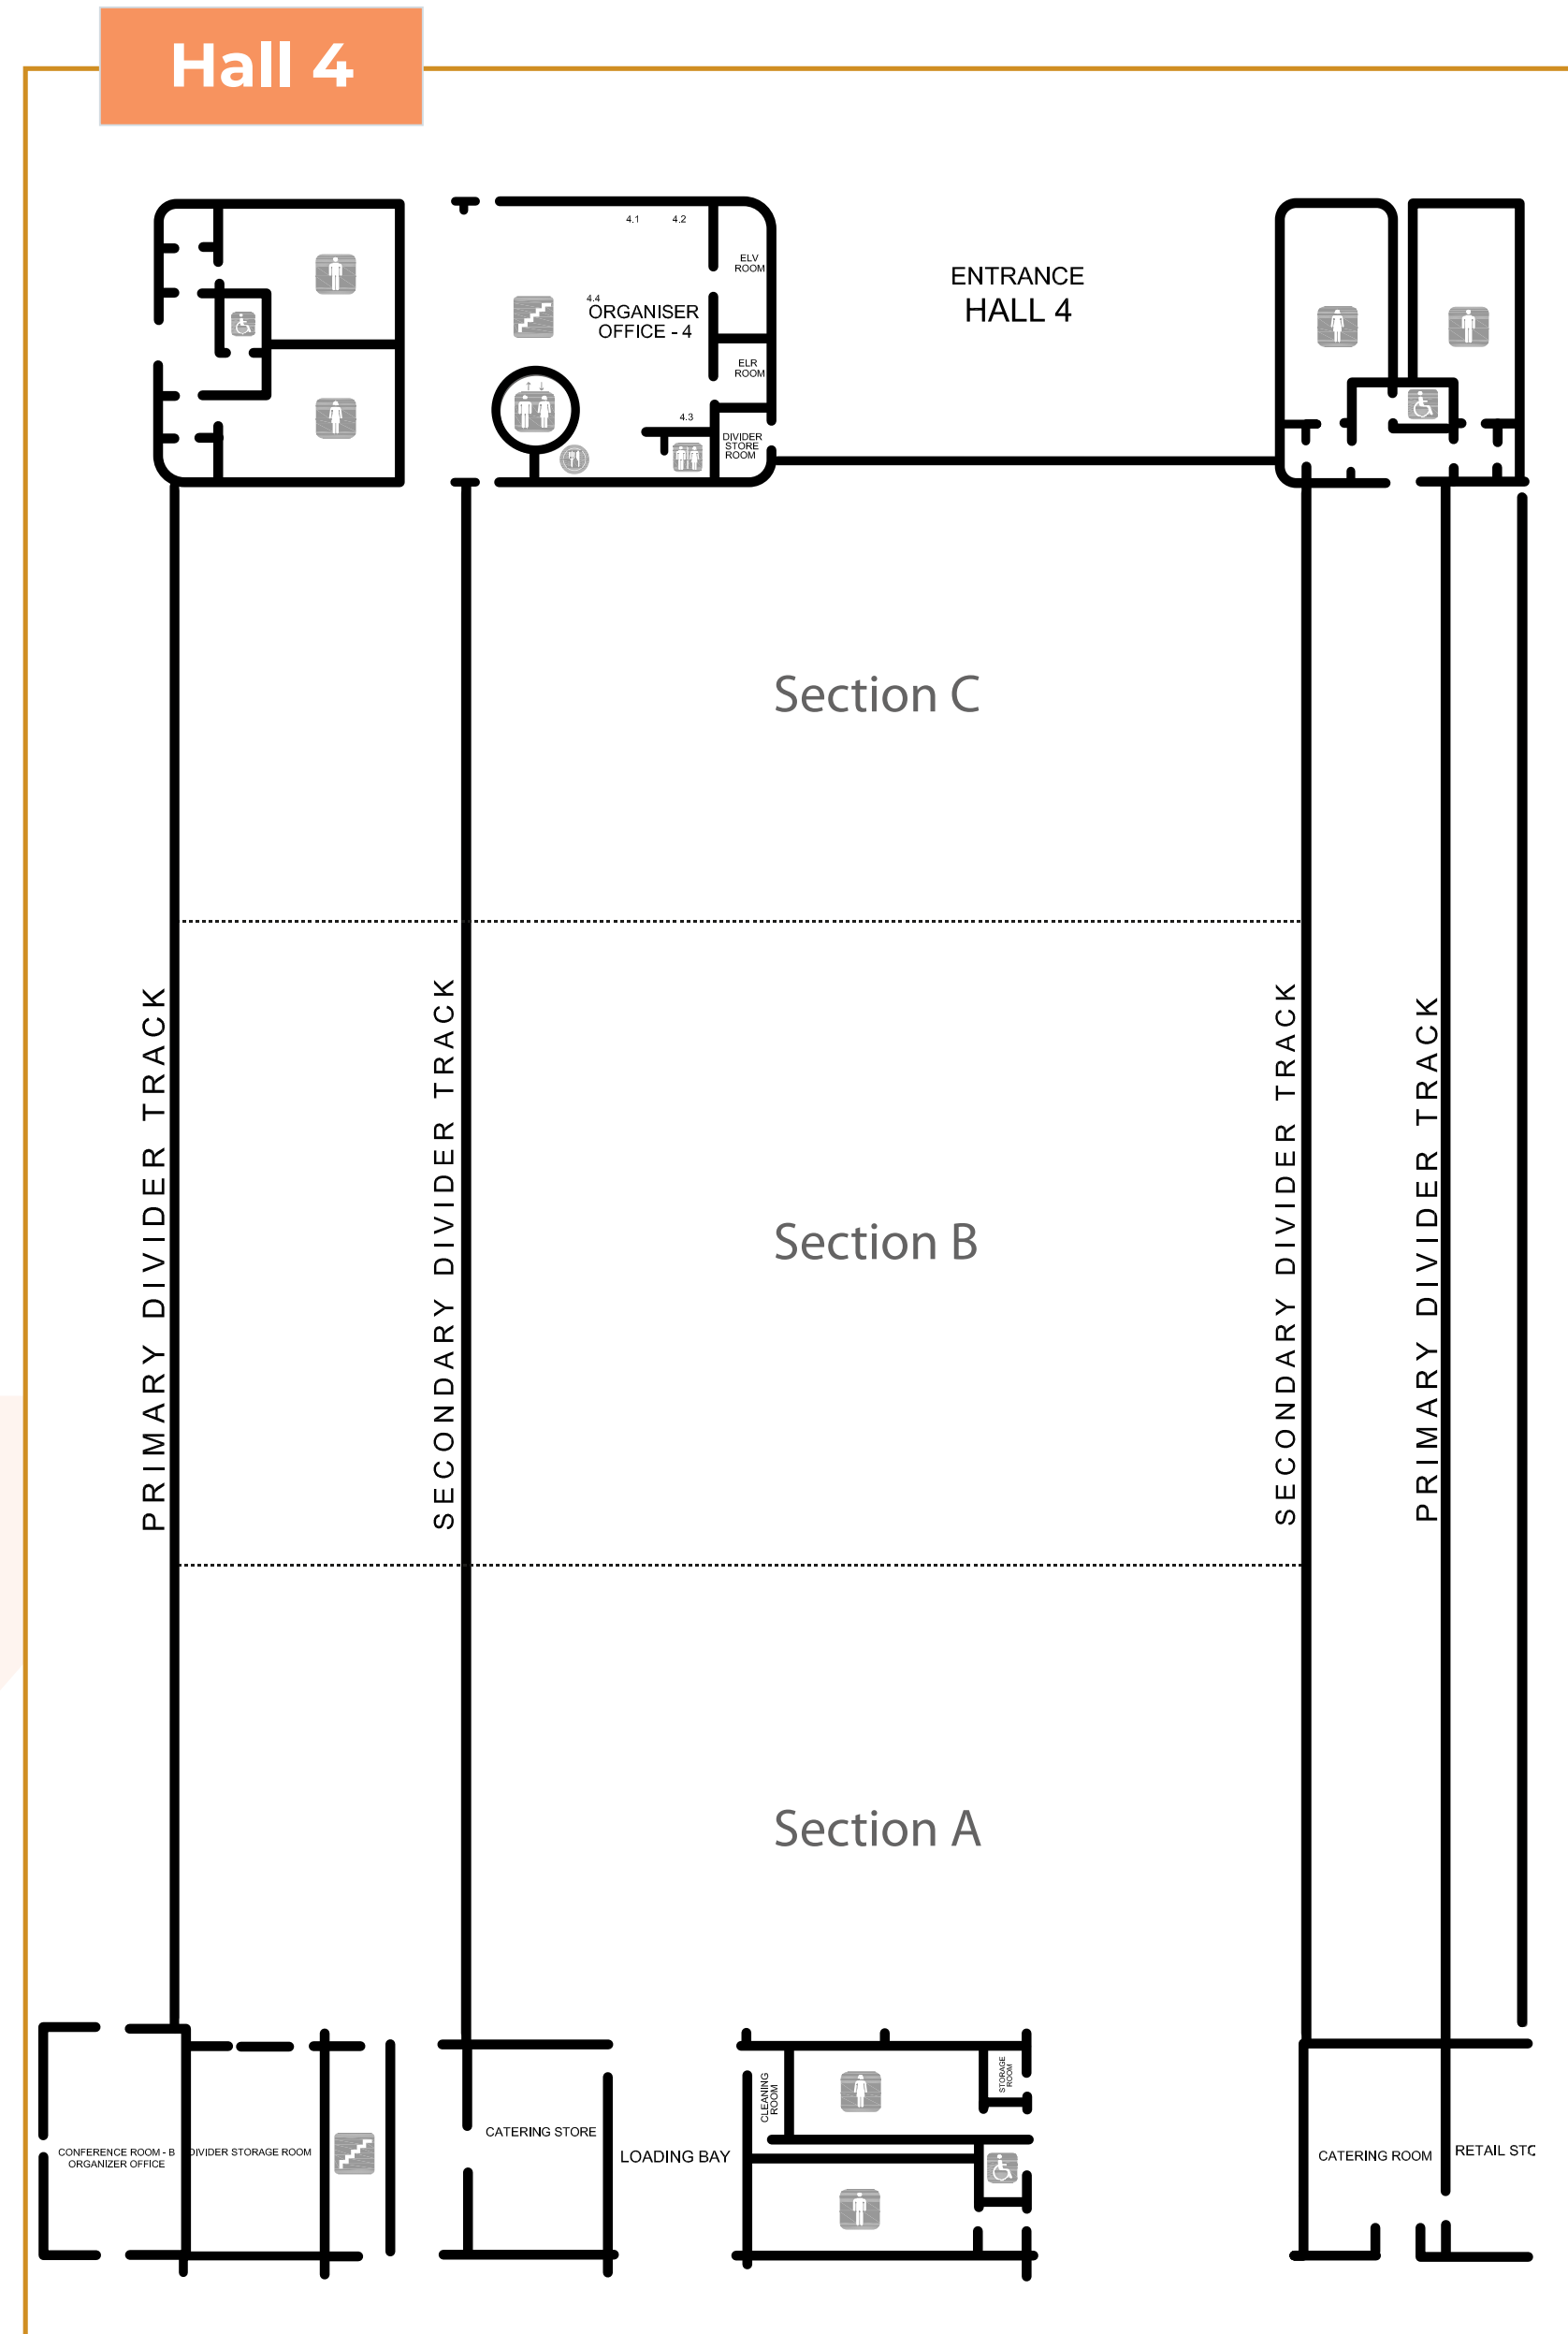 Hall 4
4.1 4.2
ELV
ROOM
ENTRANCE
HALL 4
4.4
ORGANISER
OFFICE - 4
ELR
ROOM
4.3
DIVIDER
STORE
ROOM
Section C
PRIMARY DIVIDER TRACK
SECONDARY DIVIDER TRACK
SECONDARY DIVIDER TRACK
PRIMARY DIVIDER TRACK
Section B
Section A
CONFERENCE ROOM - B
ORGANIZER OFFICE
DIVIDER STORAGE ROOM
CATERING STORE
LOADING BAY
CLEANING
ROOM
STORAGE
ROOM
CATERING ROOM
RETAIL STO